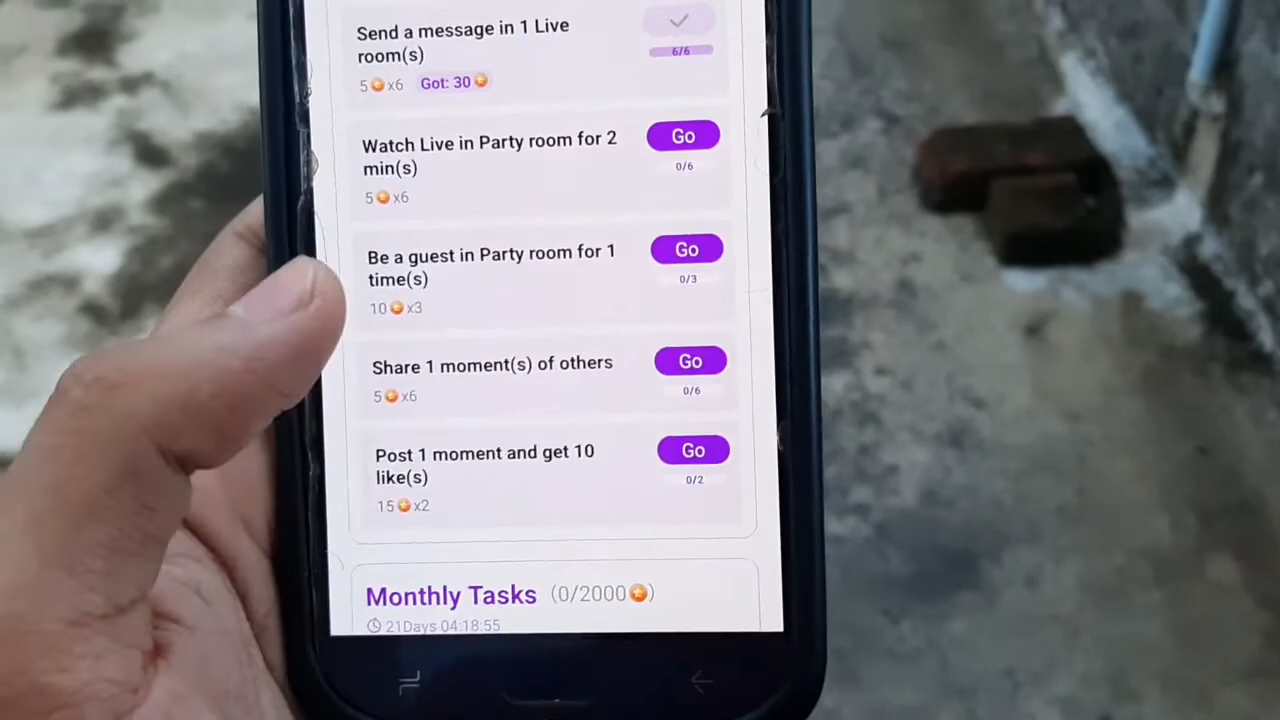 Send a message in 1 Live
room(s)
6/6
5 x6 Got: 30
Watch Live in Party room for 2
min(s)
Go
0/6
5 x6
Be a guest in Party room for 1
time(s)
Go
0/3
10 x3
Share 1 moment(s) of others
Go
0/6
5 x6
Post 1 moment and get 10
like(s)
Go
0/2
15 x2
Monthly Tasks (0/2000)
21Days 04:18:55